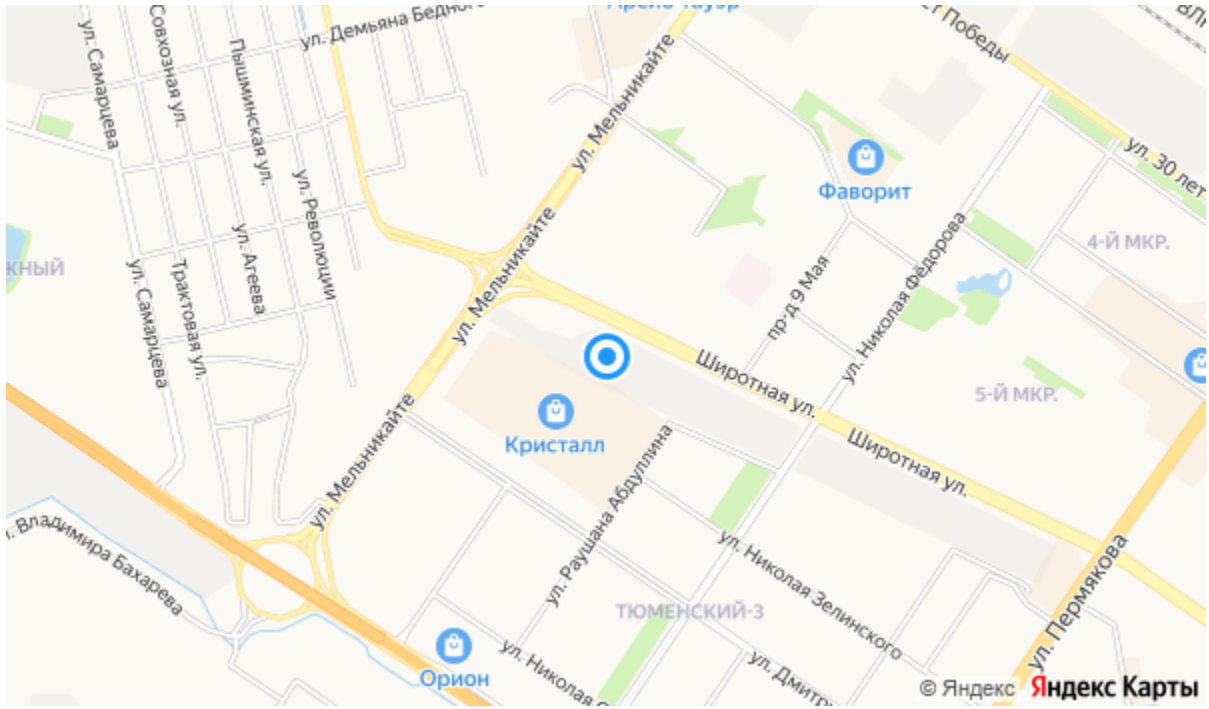 ул. Демьяна Бедного
ул. Самарцева
Совхозная ул.
Пышминская ул.
ул. Революции
ул. Агеева
Трактовая ул.
ул. Самарцева
ул. Мельникайте
ул. Мельникайте
ул. Мельникайте
ул. Мельникайте
Победы
ул. 30 лет
Фаворит
4-Й МКР.
ул. Николая Фёдорова
пр-д 9 Мая
5-Й МКР.
Широтная ул.
Широтная ул.
Кристалл
ул. Раушана Абдуллина
ул. Николая Зелинского
ул. Пермякова
ТЮМЕНСКИЙ-3
Владимира Бахарева
Орион
ул. Николая
ул. Дмитр
© Яндекс Яндекс Карты